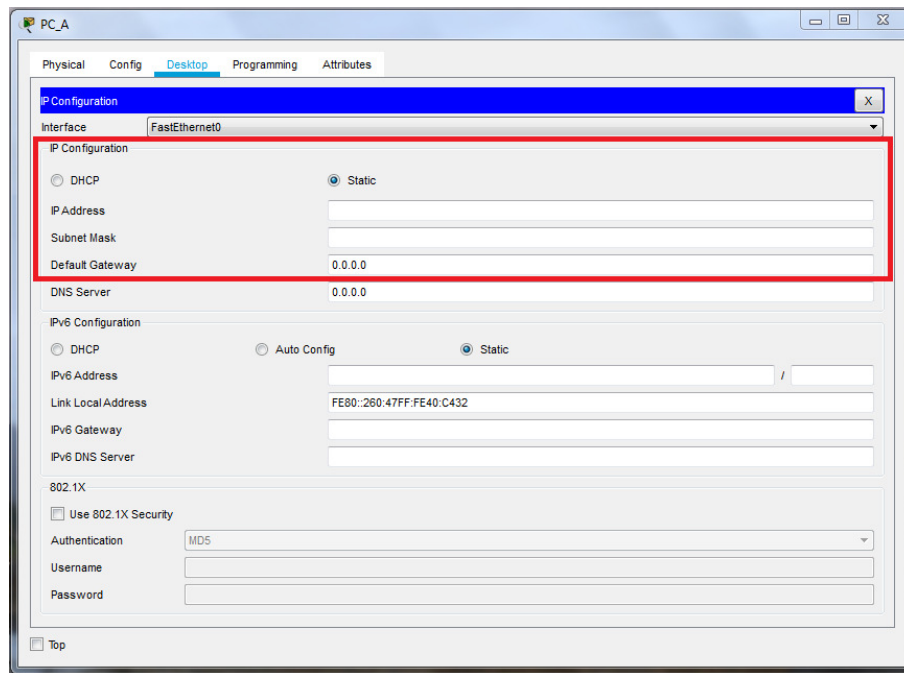 PC_A
Physical Config Desktop Programming Attributes
IP Configuration X
Interface FastEthernet0
IP Configuration
DHCP Static
IP Address
Subnet Mask
Default Gateway 0.0.0.0
DNS Server 0.0.0.0
IPv6 Configuration
DHCP Auto Config Static
IPv6 Address /
Link Local Address FE80::260:47FF:FE40:C432
IPv6 Gateway
IPv6 DNS Server
802.1X
Use 802.1X Security
Authentication MD5
Username
Password
Top